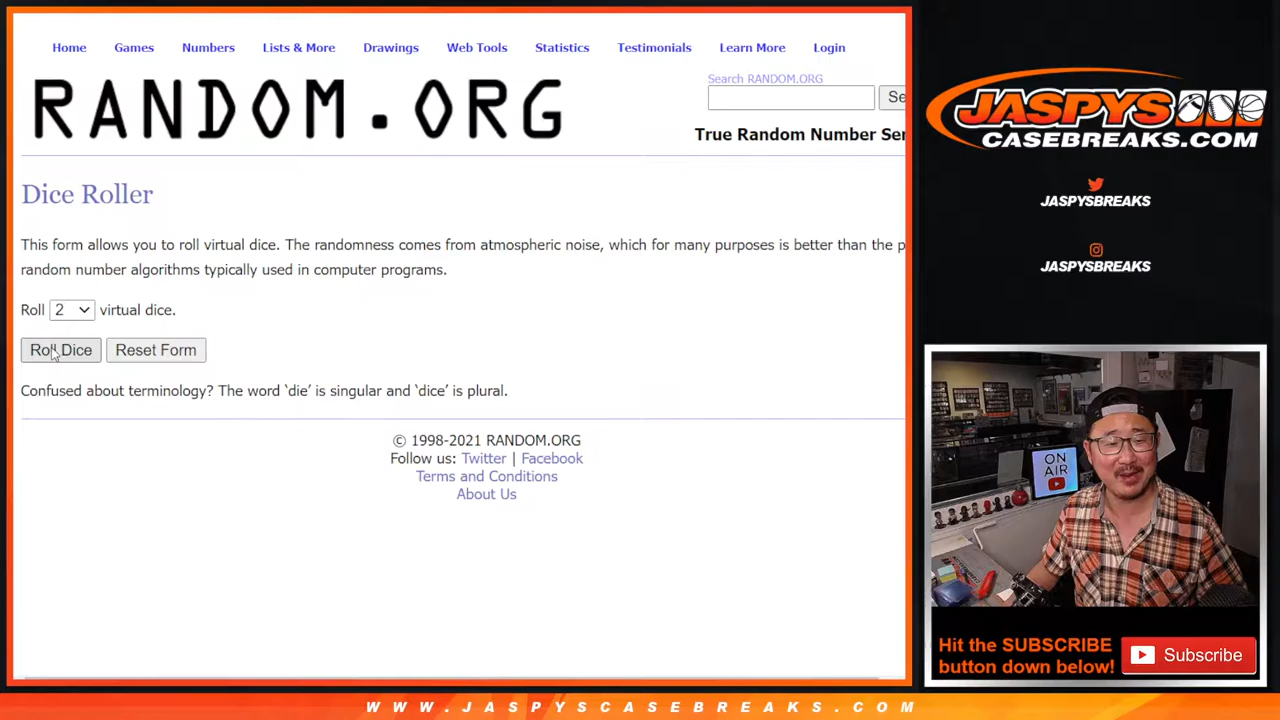 Home Games Numbers Lists & More Drawings Web Tools Statistics Testimonials Learn More Login
Search RANDOM.ORG
RANDOM.ORG
Se
True Random Number Ser
Dice Roller
This form allows you to roll virtual dice. The randomness comes from atmospheric noise, which for many purposes is better than the p
random number algorithms typically used in computer programs.
Roll 2 virtual dice.
Roll Dice Reset Form
Confused about terminology? The word ‘die’ is singular and ‘dice’ is plural.
© 1998-2021 RANDOM.ORG
Follow us: Twitter | Facebook
Terms and Conditions
About Us
JASPYS
CASEBREAKS.COM
JASPYSBREAKS
JASPYSBREAKS
ON
AIR
Hit the SUBSCRIBE
button down below!
Subscribe
WWW.JASPYSCASEBREAKS.COM